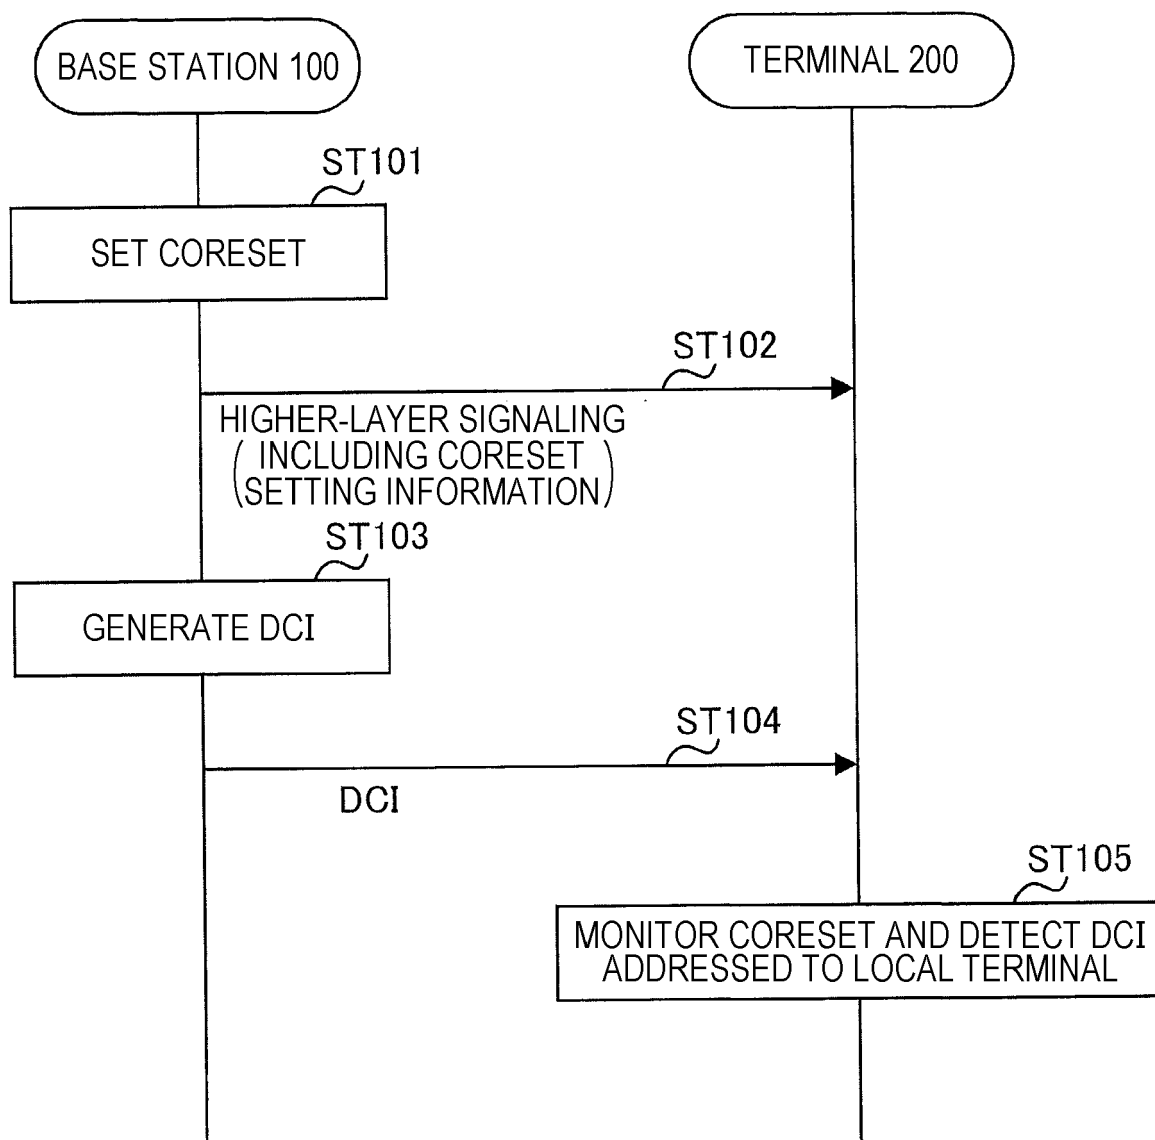 BASE STATION 100
TERMINAL 200
ST101
SET CORESET
ST102
HIGHER-LAYER SIGNALING
(INCLUDING CORESET
SETTING INFORMATION)
ST103
GENERATE DCI
ST104
DCI
ST105
MONITOR CORESET AND DETECT DCI
ADDRESSED TO LOCAL TERMINAL